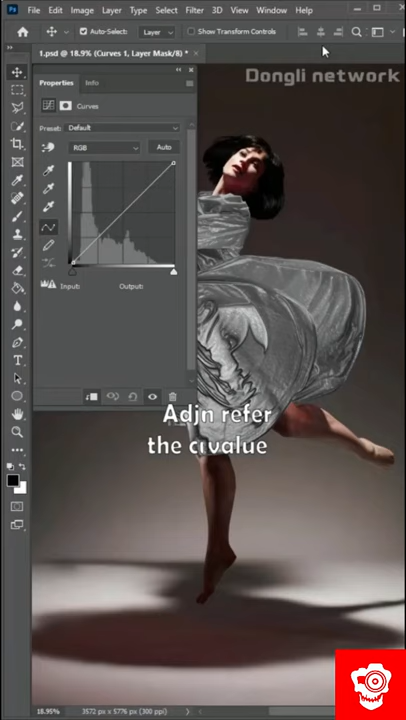 Ps File Edit Image Layer Type Select Filter 3D View Window Help
Auto-Select: Layer Show Transform Controls
1.psd @ 18.9% (Curves 1, Layer Mask/8) * ×
Dongli network
Properties Info
Curves
Preset: Default
RGB Auto
Input: Output:
Adjn refer
the cıvalue
18.95% 3572 px x 5776 px (300 ppi)